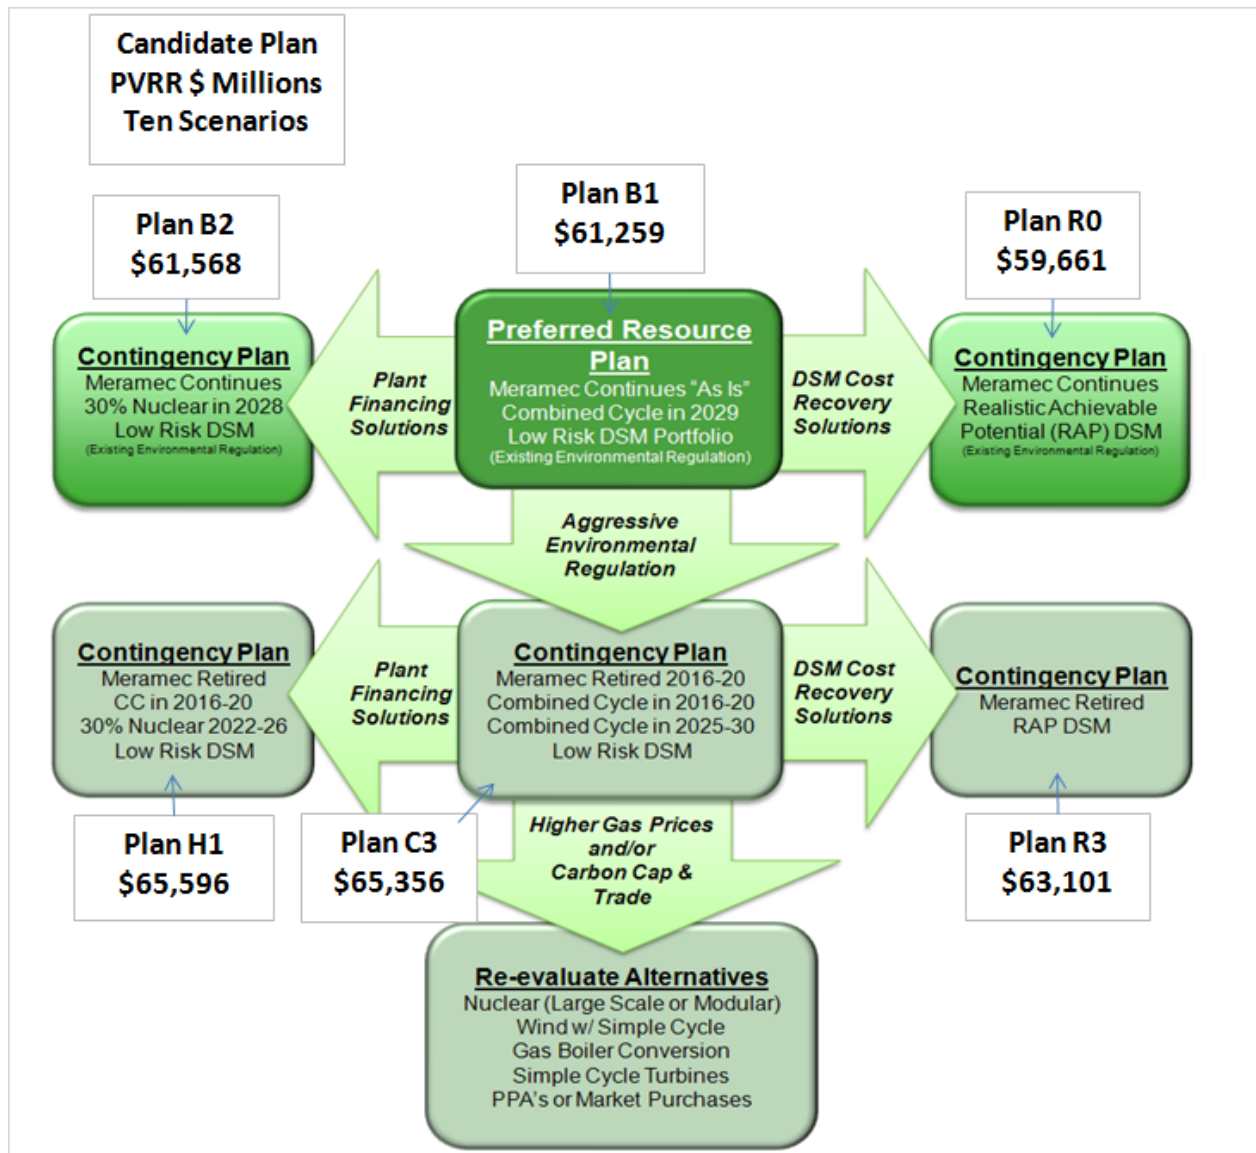 Candidate Plan
PVRR $ Millions
Ten Scenarios
Plan B2
$61,568
Plan B1
$61,259
Plan R0
$59,661
Contingency Plan
Meramec Continues
30% Nuclear in 2028
Low Risk DSM
(Existing Environmental Regulation)
Plant
Financing
Solutions
Preferred Resource
Plan
Meramec Continues “As Is”
Combined Cycle in 2029
Low Risk DSM Portfolio
(Existing Environmental Regulation)
DSM Cost
Recovery
Solutions
Contingency Plan
Meramec Continues
Realistic Achievable
Potential (RAP) DSM
(Existing Environmental Regulation)
Aggressive
Environmental
Regulation
Contingency Plan
Meramec Retired
CC in 2016-20
30% Nuclear 2022-26
Low Risk DSM
Plant
Financing
Solutions
Contingency Plan
Meramec Retired 2016-20
Combined Cycle in 2016-20
Combined Cycle in 2025-30
Low Risk DSM
DSM Cost
Recovery
Solutions
Contingency Plan
Meramec Retired
RAP DSM
Plan H1
$65,596
Plan C3
$65,356
Higher Gas Prices
and/or
Carbon Cap &
Trade
Plan R3
$63,101
Re-evaluate Alternatives
Nuclear (Large Scale or Modular)
Wind w/ Simple Cycle
Gas Boiler Conversion
Simple Cycle Turbines
PPA's or Market Purchases